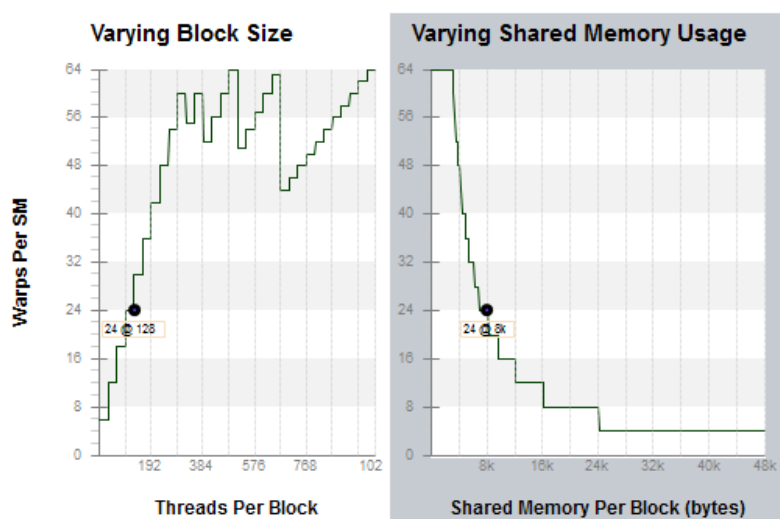 Varying Block Size
64
56
48
40
32
24
16
8
0
24 @ 128
192 384 576 768 102
Warps Per SM
Threads Per Block
Varying Shared Memory Usage
64
56
48
40
32
24
16
8
0
24 @ 8k
8k 16k 24k 32k 40k 48k
Shared Memory Per Block (bytes)